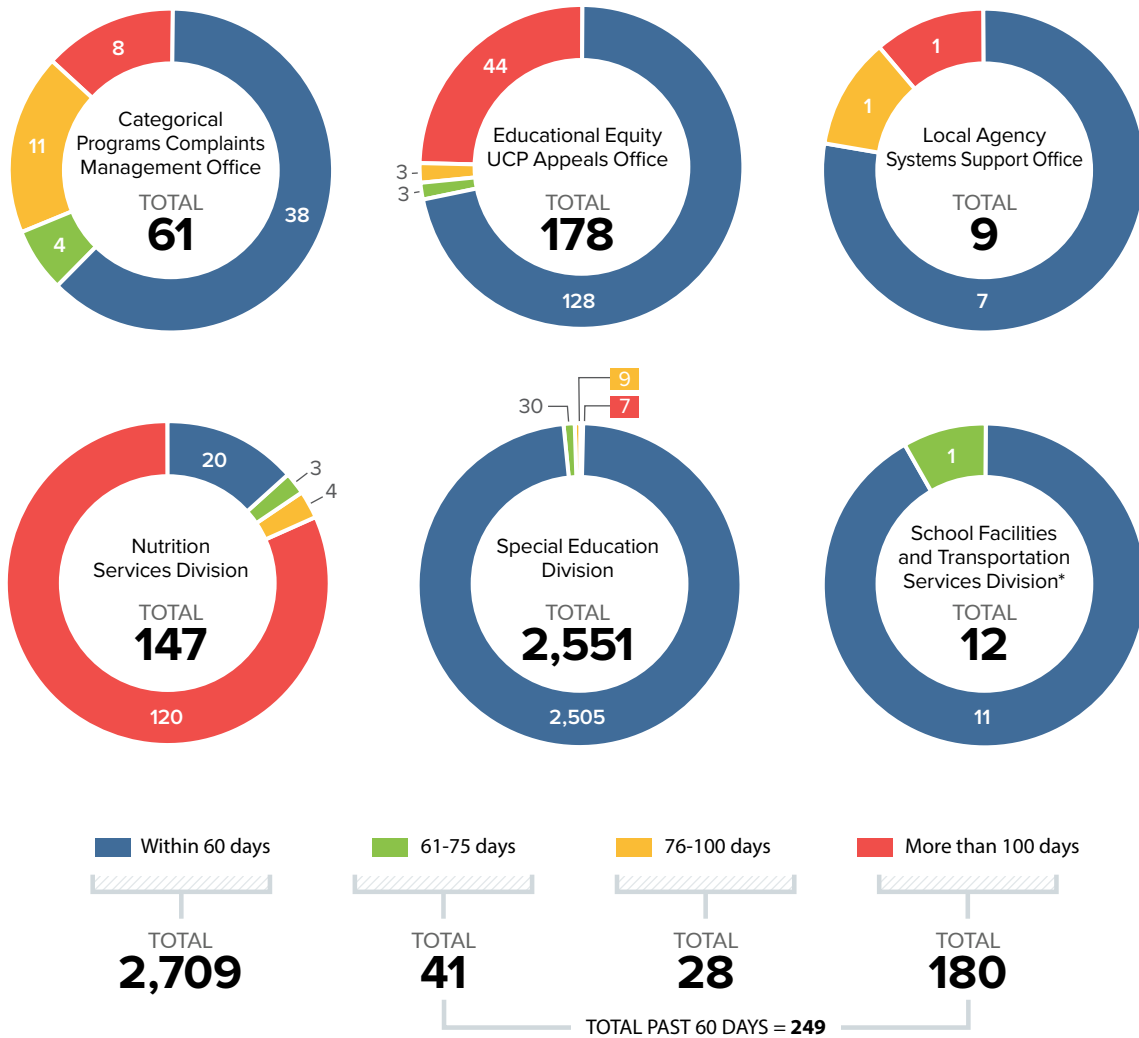 8
11
4
38
Categorical
Programs Complaints
Management Office
TOTAL
61
44
3
3
128
Educational Equity
UCP Appeals Office
TOTAL
178
1
1
7
Local Agency
Systems Support Office
TOTAL
9
20
3
4
120
Nutrition
Services Division
TOTAL
147
30
9
7
2,505
Special Education
Division
TOTAL
2,551
1
11
School Facilities
and Transportation
Services Division*
TOTAL
12
Within 60 days
61-75 days
76-100 days
More than 100 days
TOTAL
2,709
TOTAL
41
TOTAL
28
TOTAL
180
TOTAL PAST 60 DAYS = 249